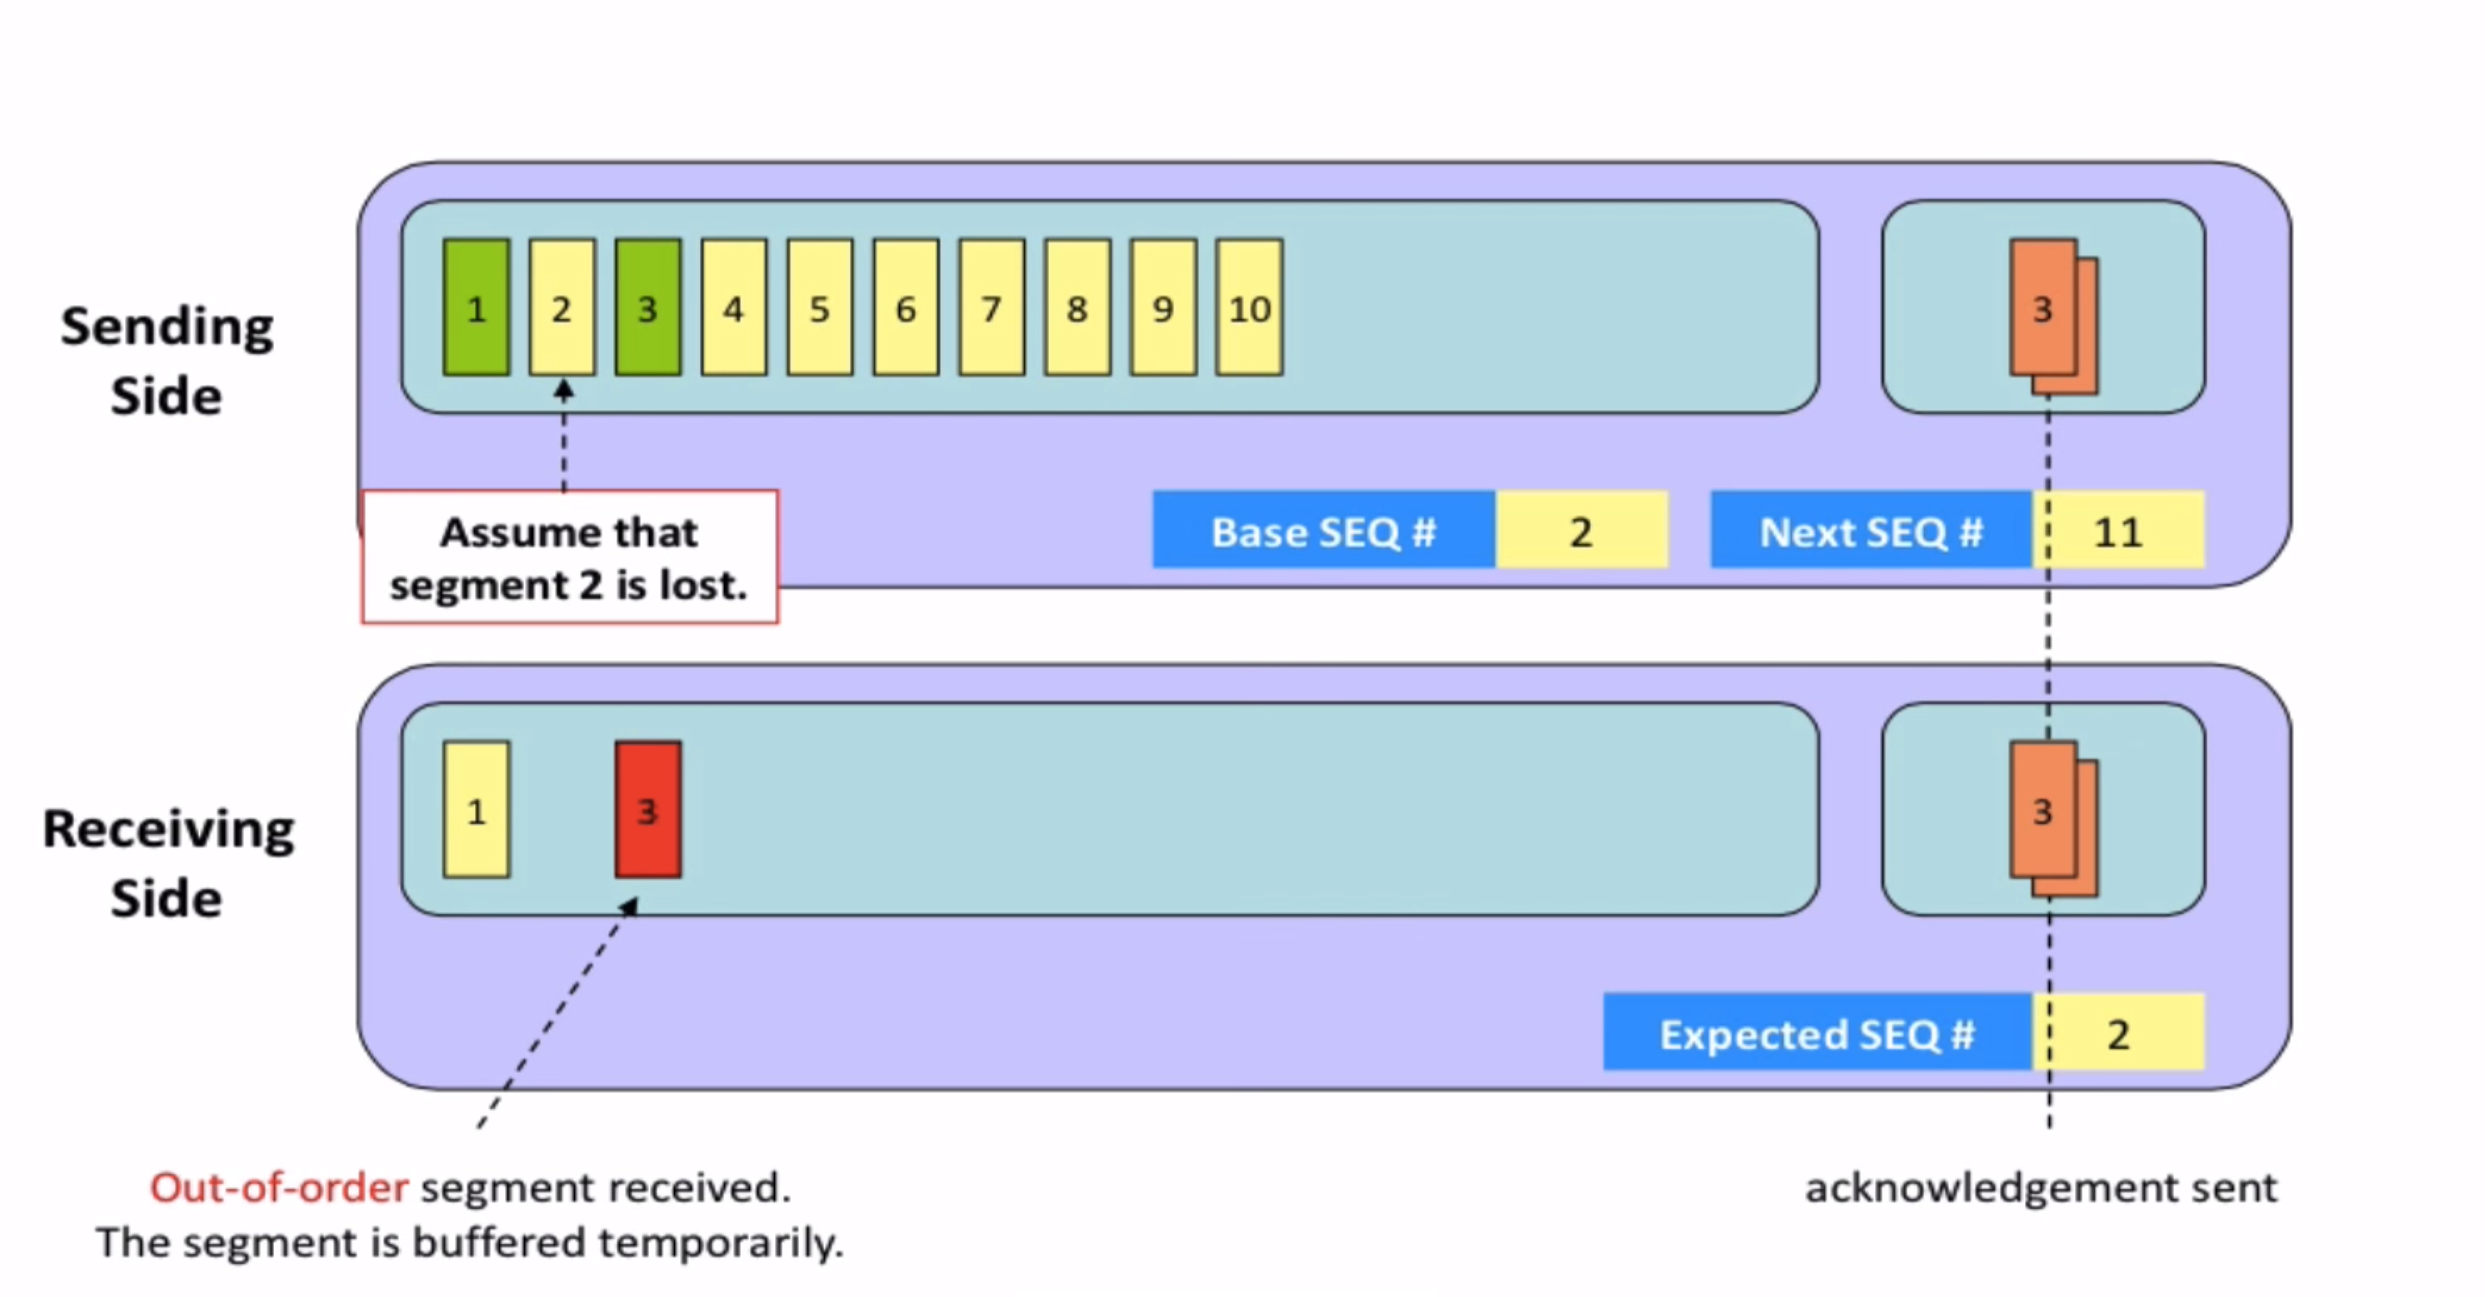 1 2 3 4 5 6 7 8 9 10
3
Sending
Side
Assume that
segment 2 is lost.
Base SEQ # 2
Next SEQ # 11
1 3
3
Receiving
Side
Expected SEQ # 2
Out-of-order segment received.
The segment is buffered temporarily.
acknowledgement sent